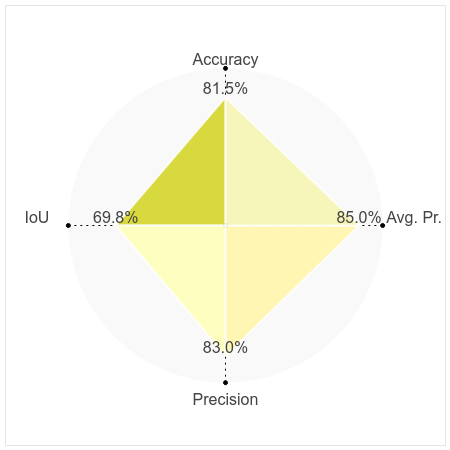 Accuracy
81.5%
IoU
69.8%
85.0%
Avg. Pr.
83.0%
Precision